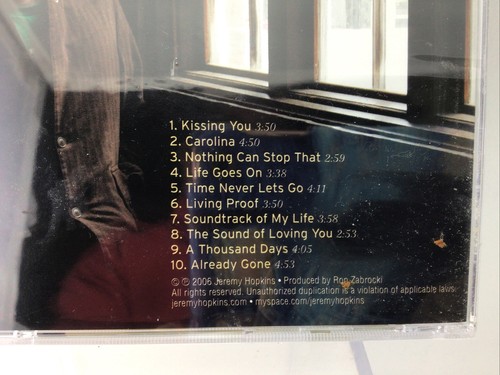 1. Kissing You 3:50
2. Carolina 4:50
3. Nothing Can Stop That 2:59
4. Life Goes On 3:38
5. Time Never Lets Go 4:11
6. Living Proof 3:50
7. Soundtrack of My Life 3:58
8. The Sound of Loving You 2:53
9. A Thousand Days 4:05
10. Already Gone 4:53
© ℗ 2006 Jeremy Hopkins • Produced by Ron Zabrocki
All rights reserved. Unauthorized duplication is a violation of applicable laws.
jeremyhopkins.com • myspace.com/jeremyhopkins